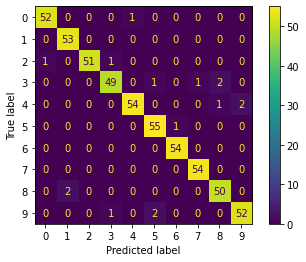 0 52 0 0 0 1 0 0 0 0 0
1 0 53 0 0 0 0 0 0 0 0
2 1 0 51 1 0 0 0 0 0 0
3 0 0 0 49 0 1 0 1 2 0
4 0 0 0 0 54 0 0 0 1 2
5 0 0 0 0 0 55 1 0 0 0
6 0 0 0 0 0 0 54 0 0 0
7 0 0 0 0 0 0 0 54 0 0
8 0 2 0 0 0 0 0 0 50 0
9 0 0 0 1 0 2 0 0 0 52
0 1 2 3 4 5 6 7 8 9
Predicted label
True label
50
40
30
20
10
0